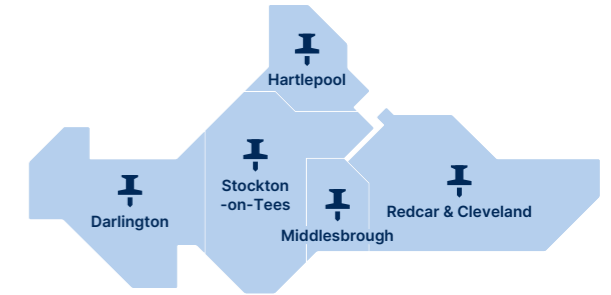 Hartlepool
Stockton
-on-Tees
Darlington
Redcar & Cleveland
Middlesbrough